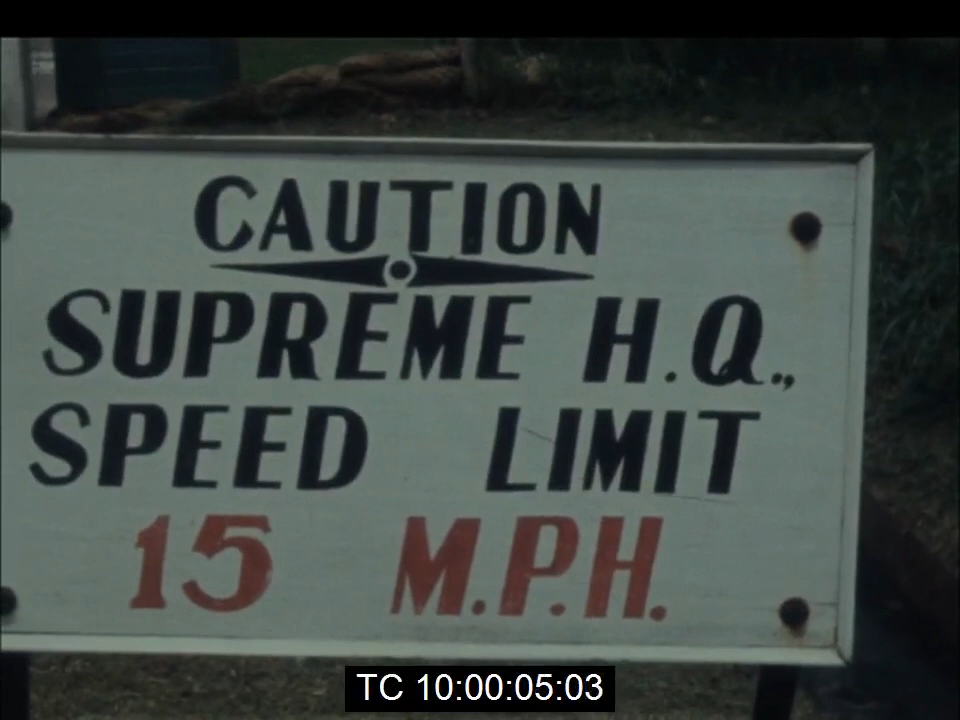 CAUTION
SUPREME H.Q.,
SPEED LIMIT
15 M.P.H.
TC 10:00:05:03